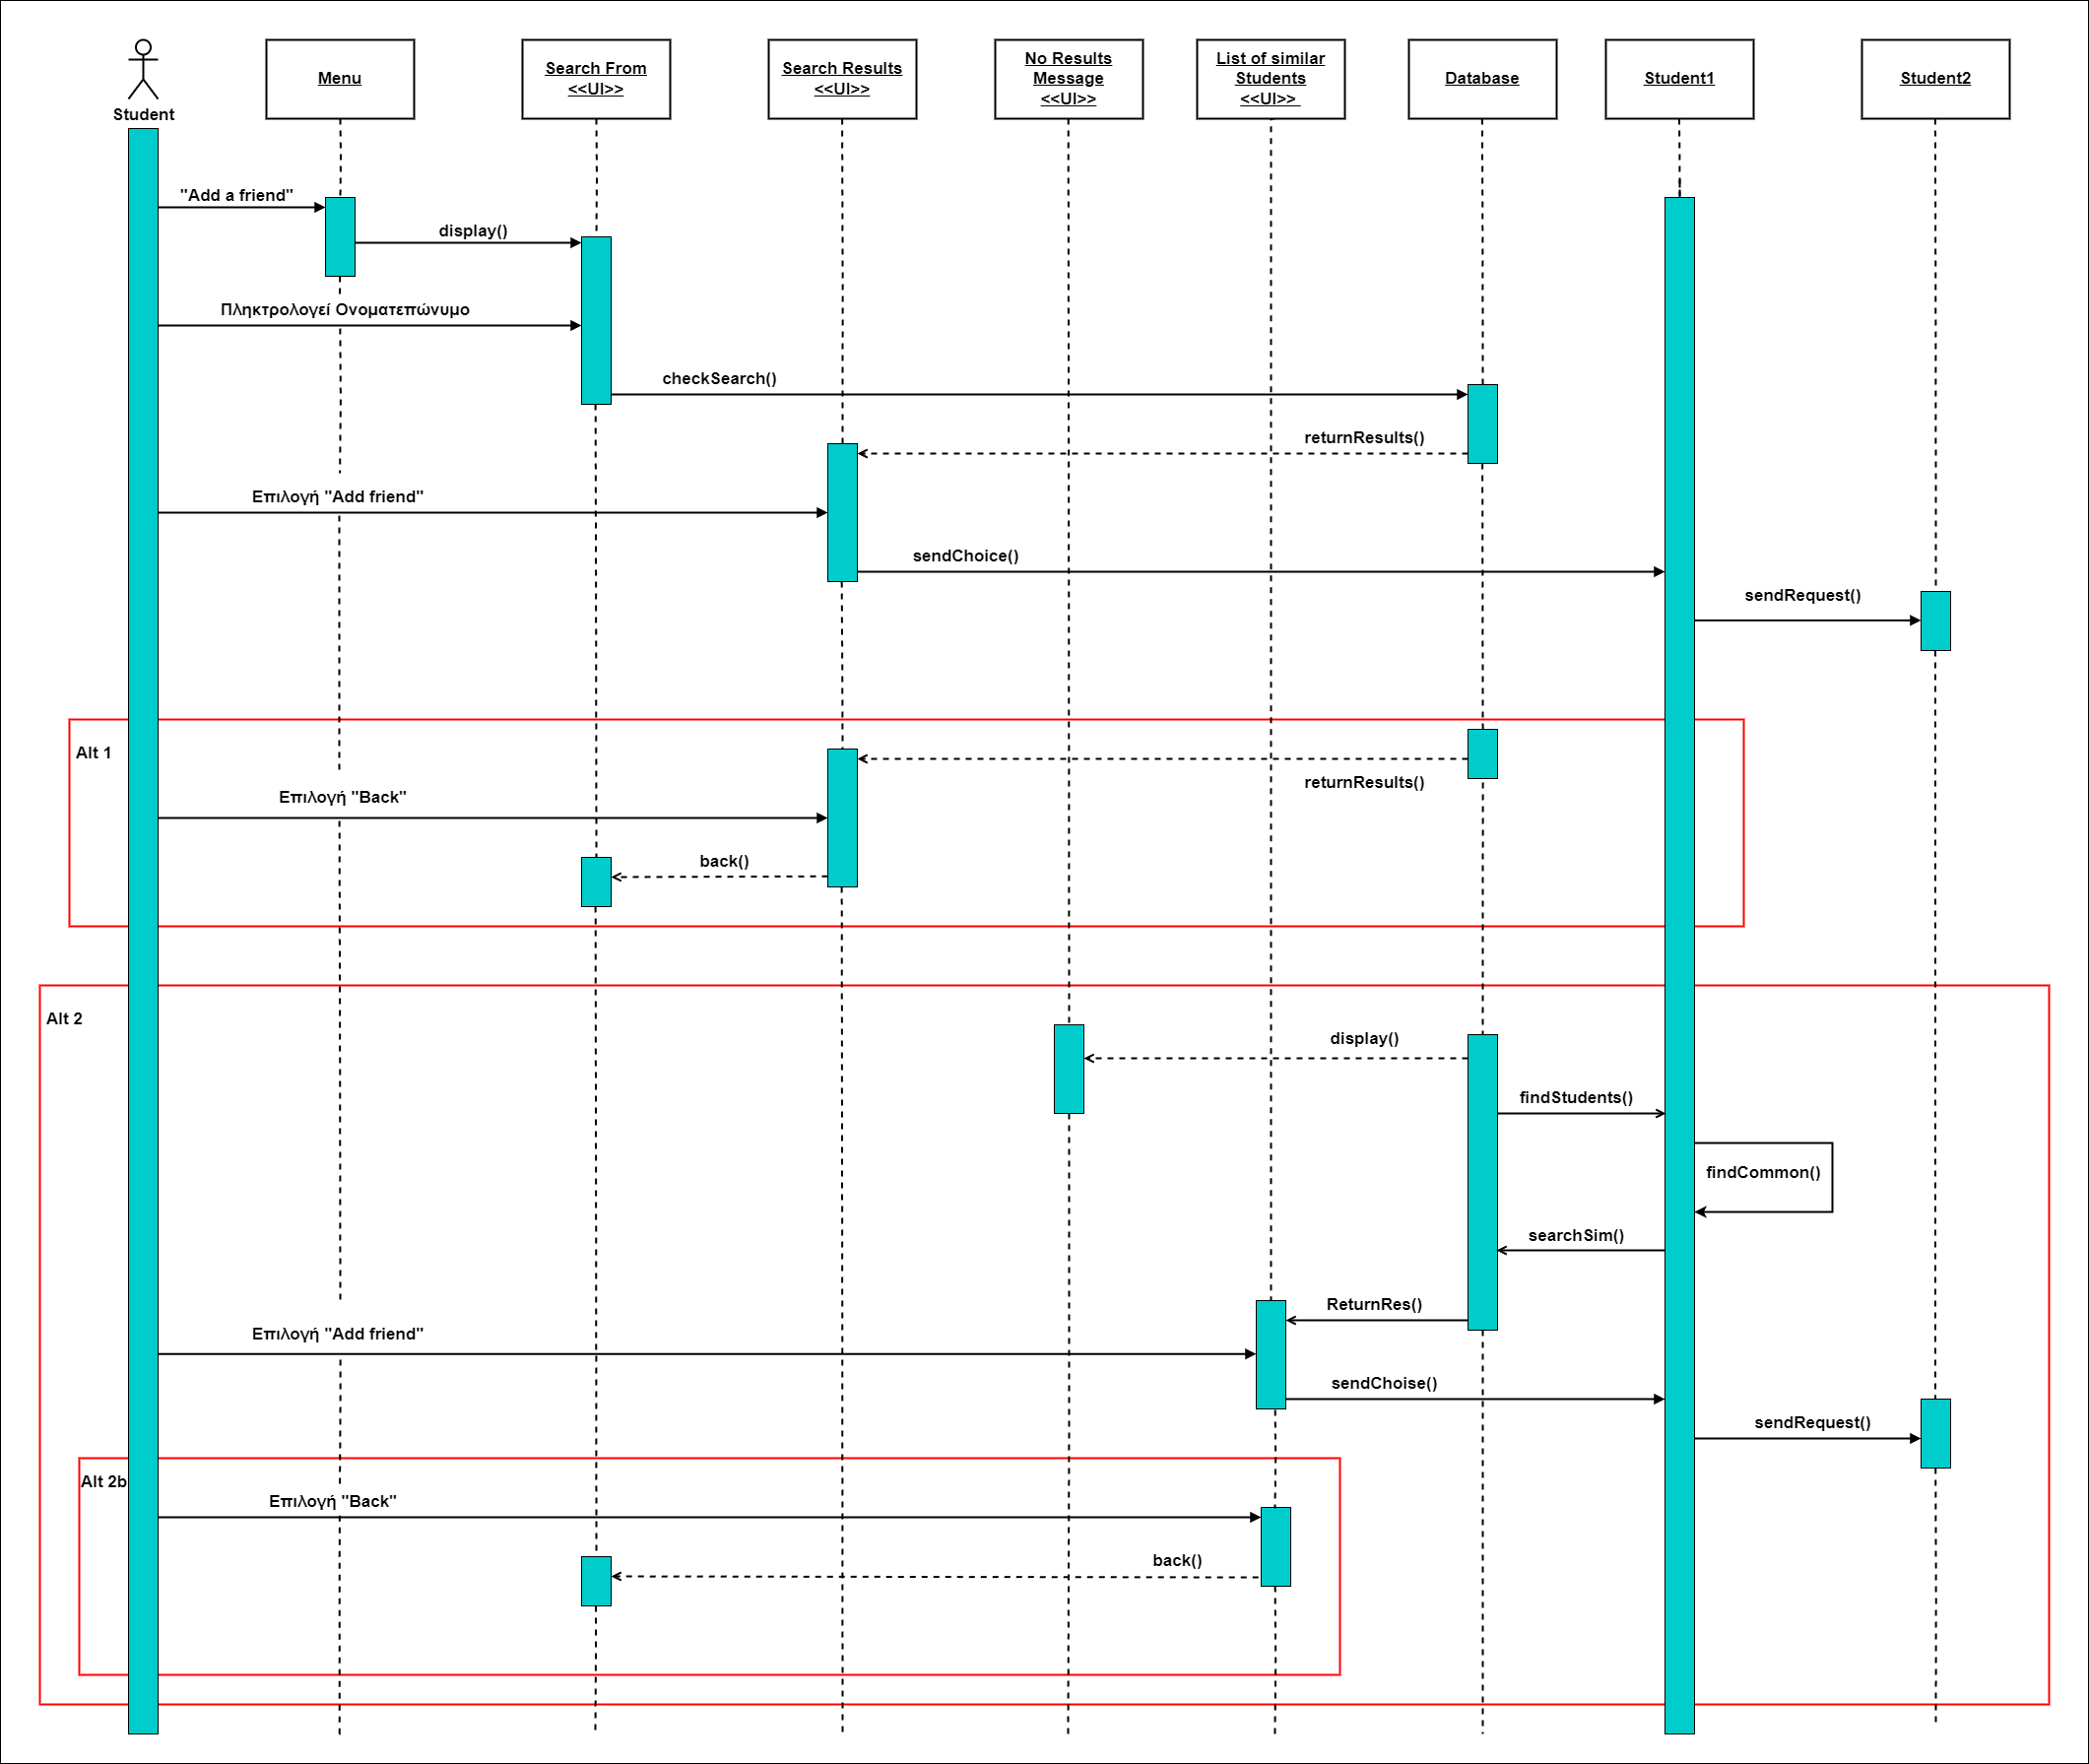 Student
Menu
Search From
<<UI>>
Search Results
<<UI>>
No Results
Message
<<UI>>
List of similar
Students
<<UI>>
Database
Student1
Student2
"Add a friend"
display()
Πληκτρολογεί Ονοματεπώνυμο
checkSearch()
returnResults()
Επιλογή "Add friend"
sendChoice()
sendRequest()
Alt 1
returnResults()
Επιλογή "Back"
back()
Alt 2
display()
findStudents()
findCommon()
searchSim()
ReturnRes()
Επιλογή "Add friend"
sendChoise()
sendRequest()
Alt 2b
Επιλογή "Back"
back()